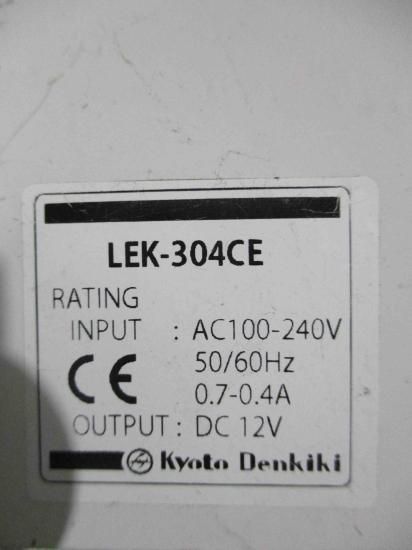 LEK-304CE
RATING
INPUT : AC100-240V
50/60Hz
CE 0.7-0.4A
OUTPUT : DC 12V
Kyoto Denkiki